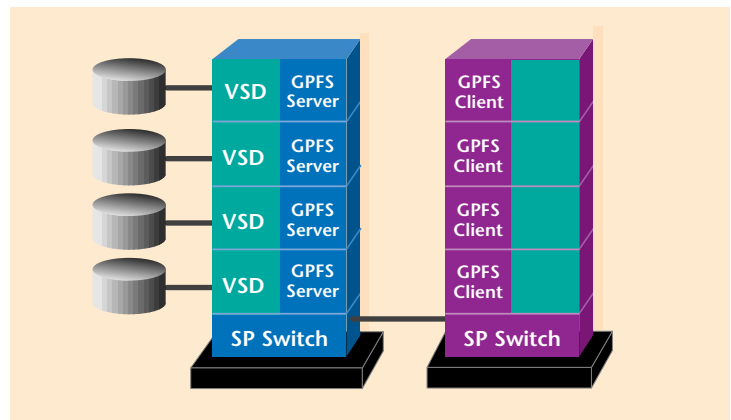 VSD
GPFS
Server
GPFS
Client
VSD
GPFS
Server
GPFS
Client
VSD
GPFS
Server
GPFS
Client
VSD
GPFS
Server
GPFS
Client
SP Switch
SP Switch